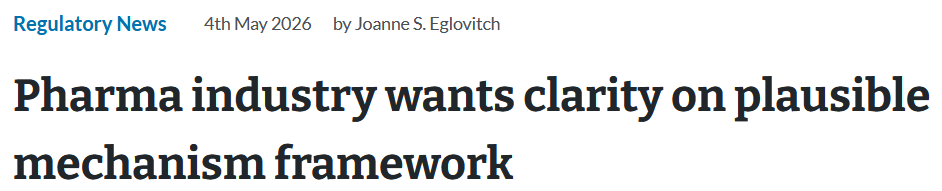 Regulatory News 4th May 2026 by Joanne S. Eglovitch
Pharma industry wants clarity on plausible
mechanism framework